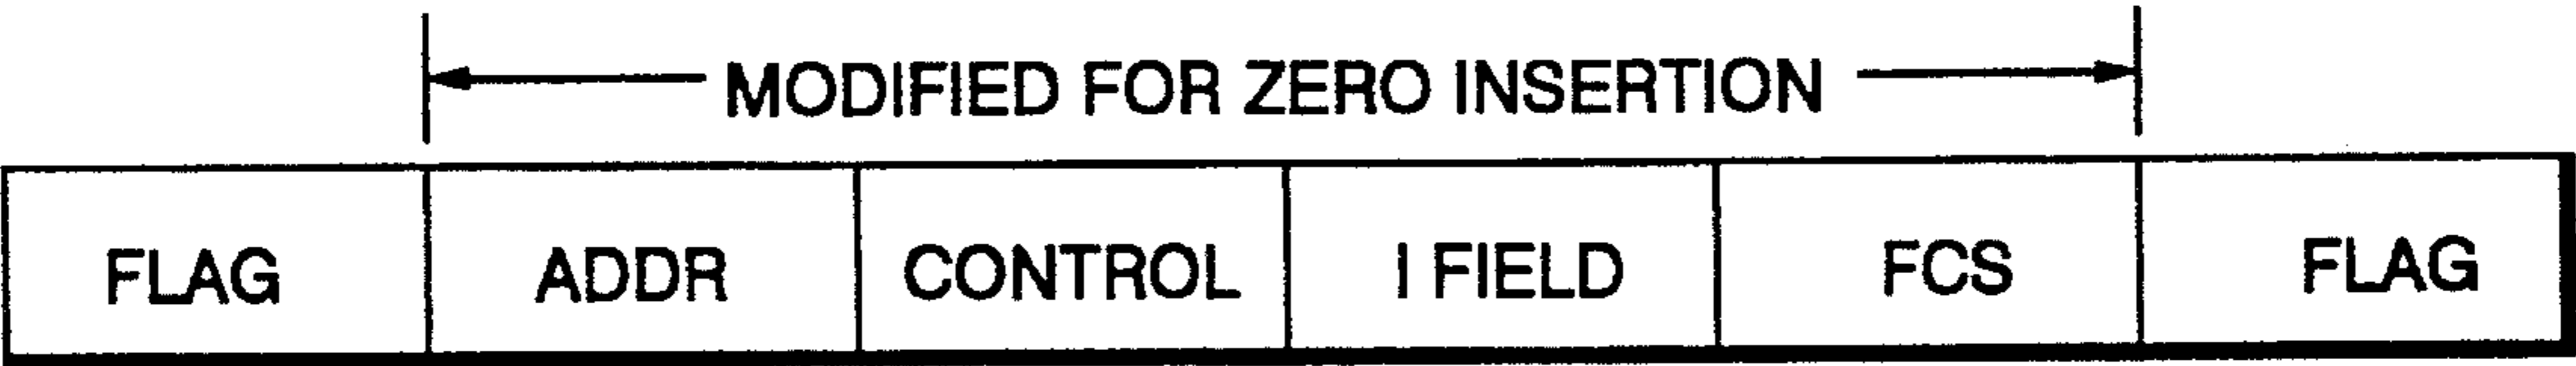 MODIFIED FOR ZERO INSERTION
FLAG ADDR CONTROL I FIELD FCS FLAG